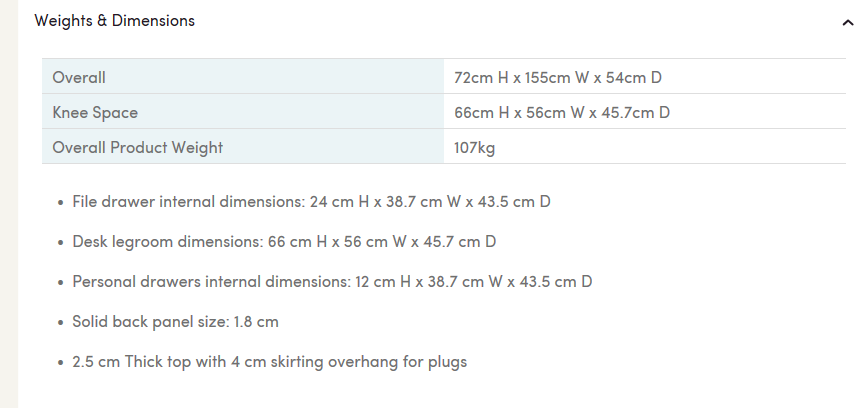 Weights & Dimensions
Overall 72cm H x 155cm W x 54cm D
Knee Space 66cm H x 56cm W x 45.7cm D
Overall Product Weight 107kg
• File drawer internal dimensions: 24 cm H x 38.7 cm W x 43.5 cm D
• Desk legroom dimensions: 66 cm H x 56 cm W x 45.7 cm D
• Personal drawers internal dimensions: 12 cm H x 38.7 cm W x 43.5 cm D
• Solid back panel size: 1.8 cm
• 2.5 cm Thick top with 4 cm skirting overhang for plugs